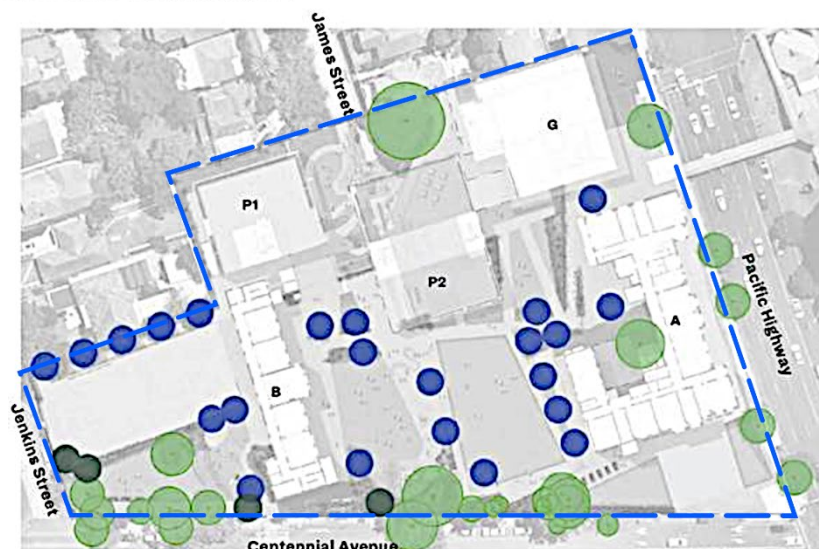 James Street
G
P1
P2
A
Pacific Highway
B
Jenkins Street
Centennial Avenue